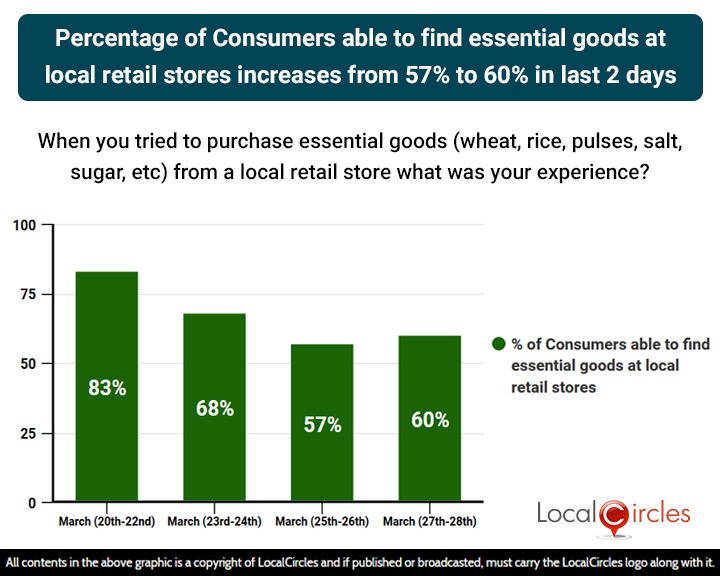 Percentage of Consumers able to find essential goods at
local retail stores increases from 57% to 60% in last 2 days
When you tried to purchase essential goods (wheat, rice, pulses, salt,
sugar, etc) from a local retail store what was your experience?
100
75
50
25
0
83%
68%
57%
60%
March (20th-22nd) March (23rd-24th) March (25th-26th) March (27th-28th)
% of Consumers able to find
essential goods at local
retail stores
LocalCircles
All contents in the above graphic is a copyright of LocalCircles and if published or broadcasted, must carry the LocalCircles logo along with it.